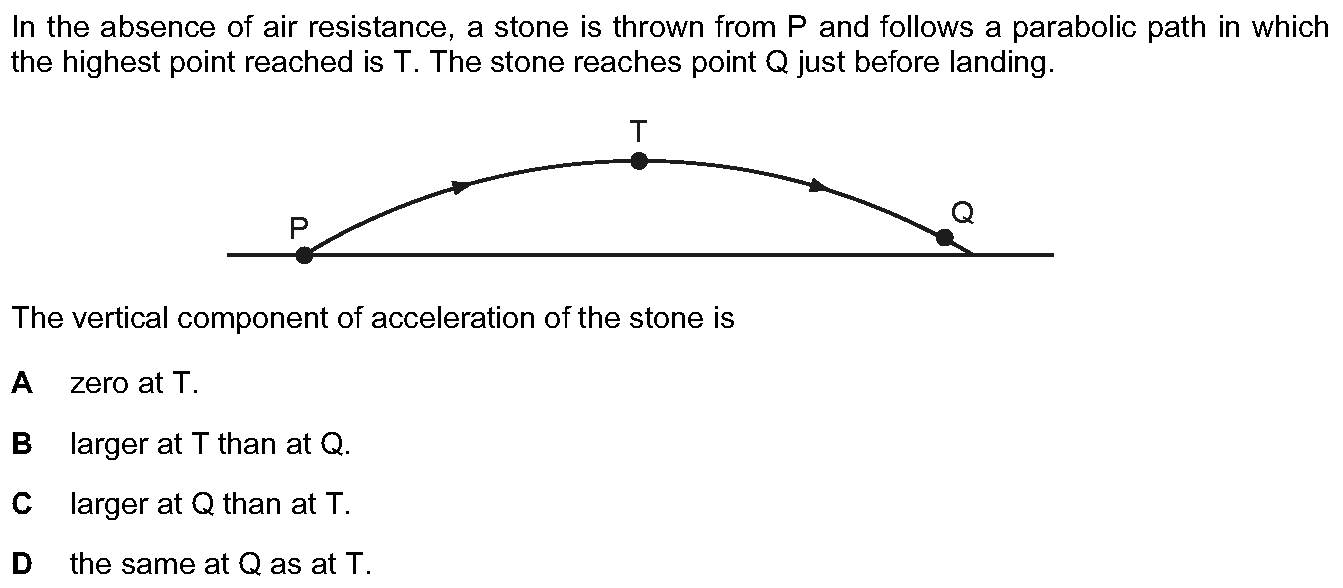 In the absence of air resistance, a stone is thrown from P and follows a parabolic path in which
the highest point reached is T. The stone reaches point Q just before landing.
T
P
Q
The vertical component of acceleration of the stone is
A zero at T.
B larger at T than at Q.
C larger at Q than at T.
D the same at Q as at T.